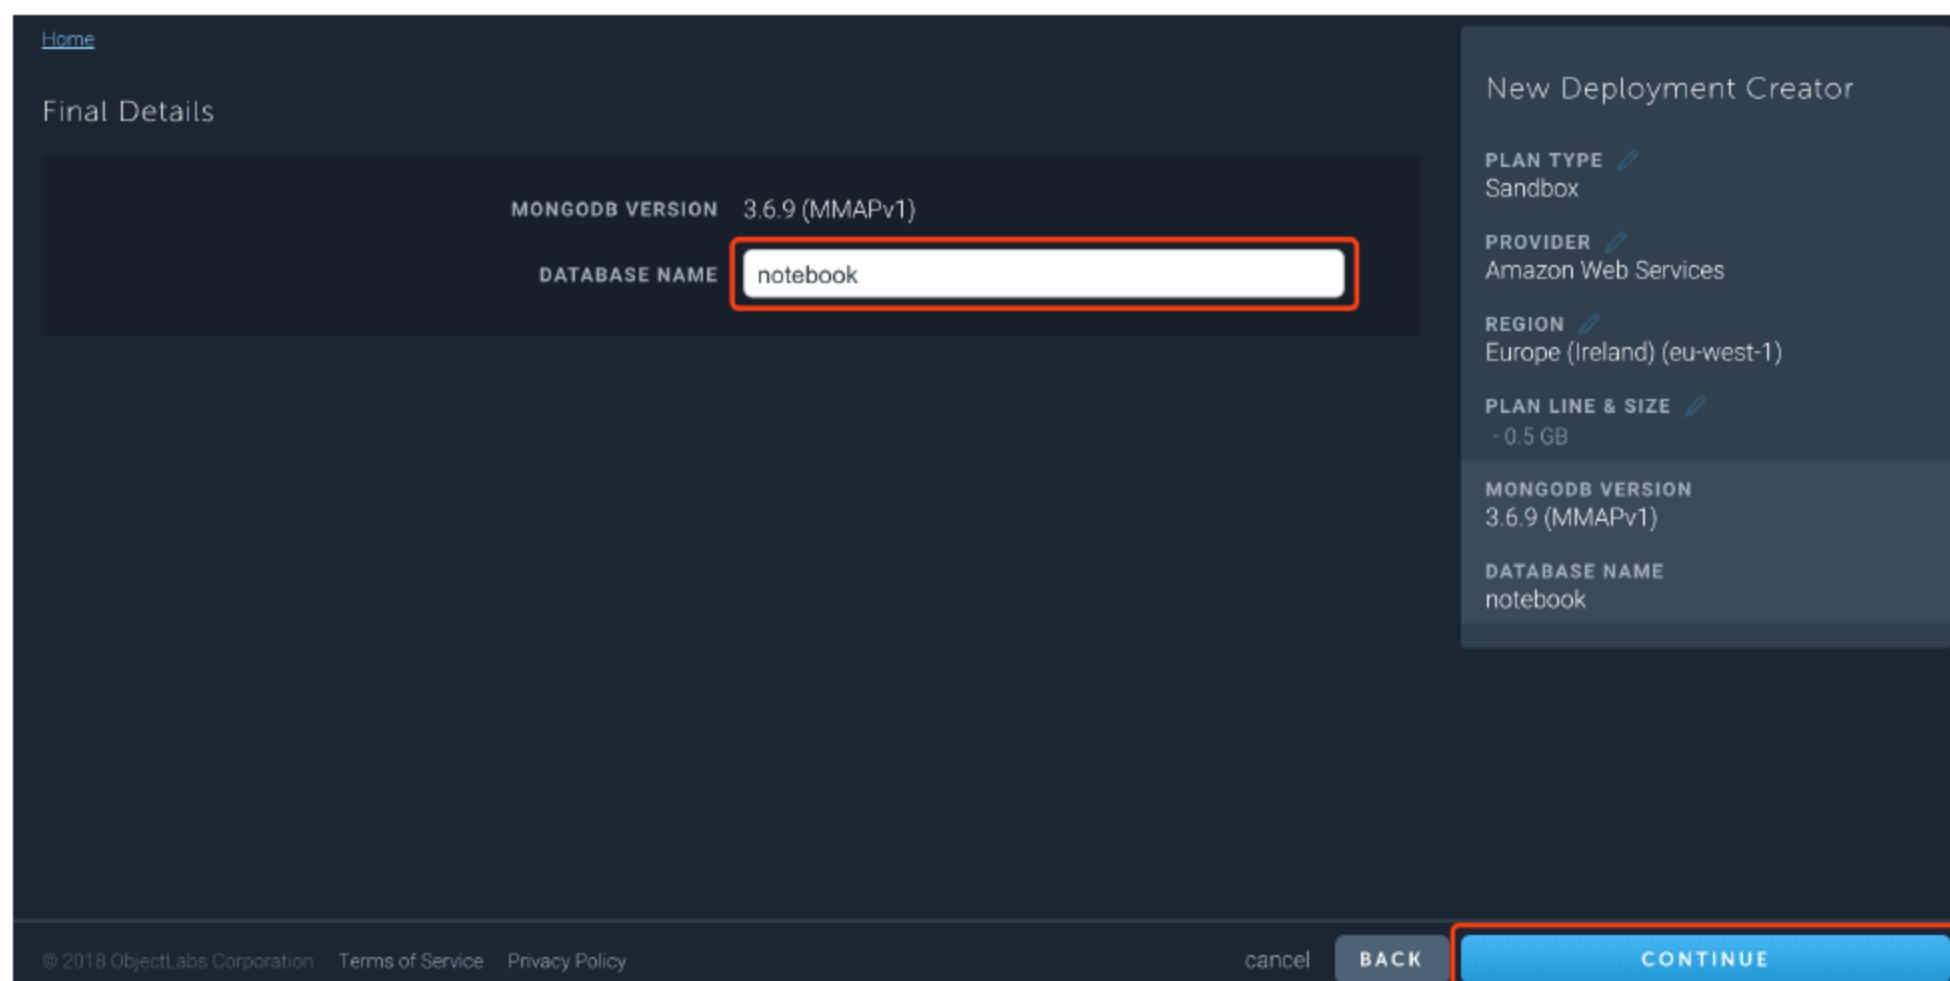 Home
Final Details
MONGODB VERSION 3.6.9 (MMAPv1)
DATABASE NAME notebook
New Deployment Creator
PLAN TYPE
Sandbox
PROVIDER
Amazon Web Services
REGION
Europe (Ireland) (eu-west-1)
PLAN LINE & SIZE
- 0.5 GB
MONGODB VERSION
3.6.9 (MMAPv1)
DATABASE NAME
notebook
© 2018 ObjectLabs Corporation Terms of Service Privacy Policy cancel BACK CONTINUE